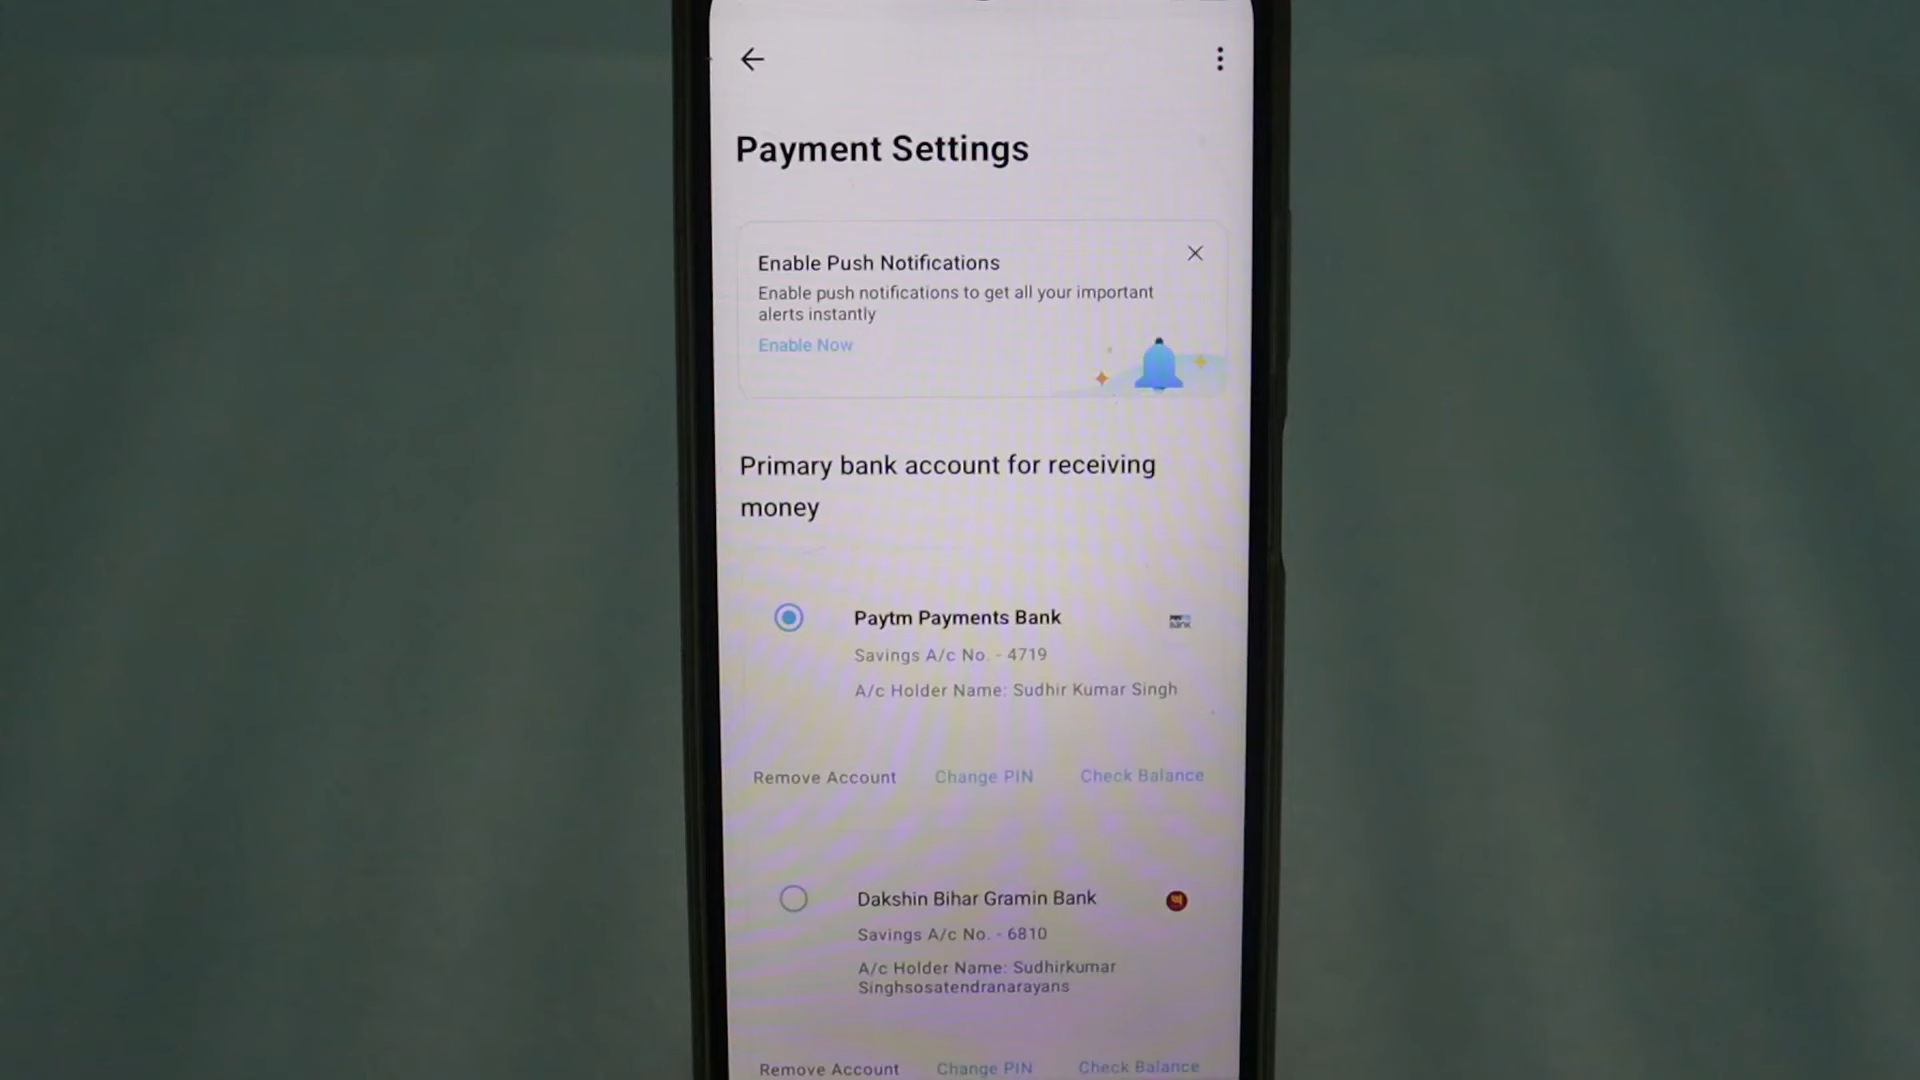 Payment Settings
Enable Push Notifications
Enable push notifications to get all your important
alerts instantly
Enable Now
Primary bank account for receiving
money
Paytm Payments Bank
Savings A/c No. - 4719
A/c Holder Name: Sudhir Kumar Singh
Remove Account Change PIN Check Balance
Dakshin Bihar Gramin Bank
Savings A/c No. - 6810
A/c Holder Name: Sudhirkumar
Singhsosatendranarayans
Remove Account Change PIN Check Balance